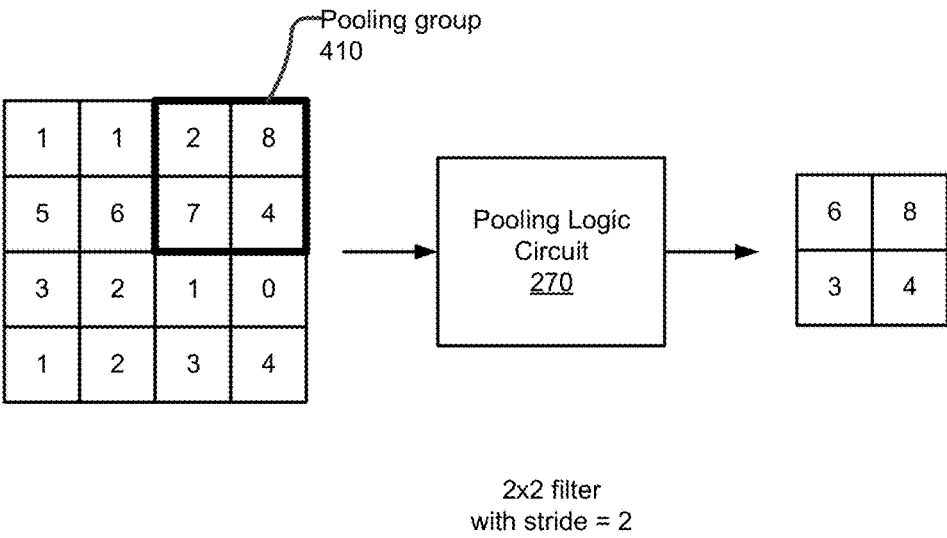 Pooling group
410
1 1 2 8
5 6 7 4
3 2 1 0
1 2 3 4
Pooling Logic
Circuit
270
6 8
3 4
2x2 filter
with stride = 2